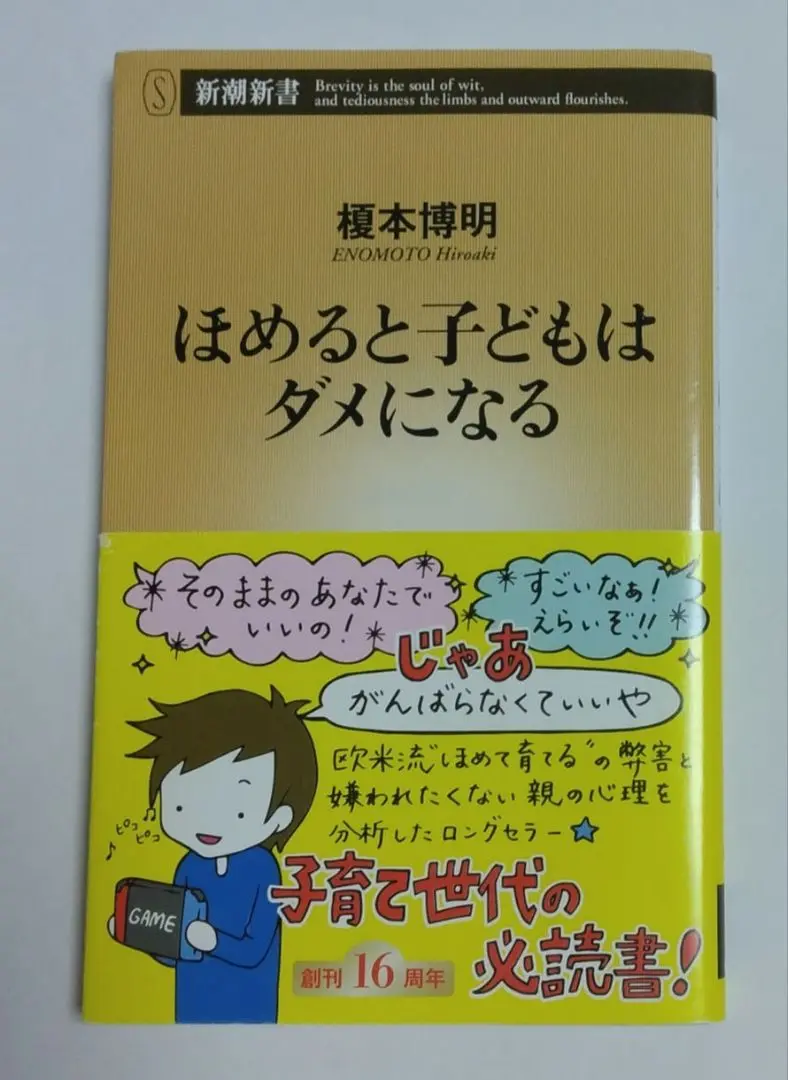 S
新潮新書
Brevity is the soul of wit,
and tediousness the limbs and outward flourishes.
榎本博明
ENOMOTO Hiroaki
ほめると子どもは
ダメになる
そのままのあなたで
いいの!
すごいなぁ!
えらいぞ!!
じゃあ
がんばらなくていいや
欧米流“ほめて育てる”の弊害と
嫌われたくない親の心理を
分析したロングセラー★
ピコ
ピコ
GAME
子育て世代の
必読書!
創刊16周年